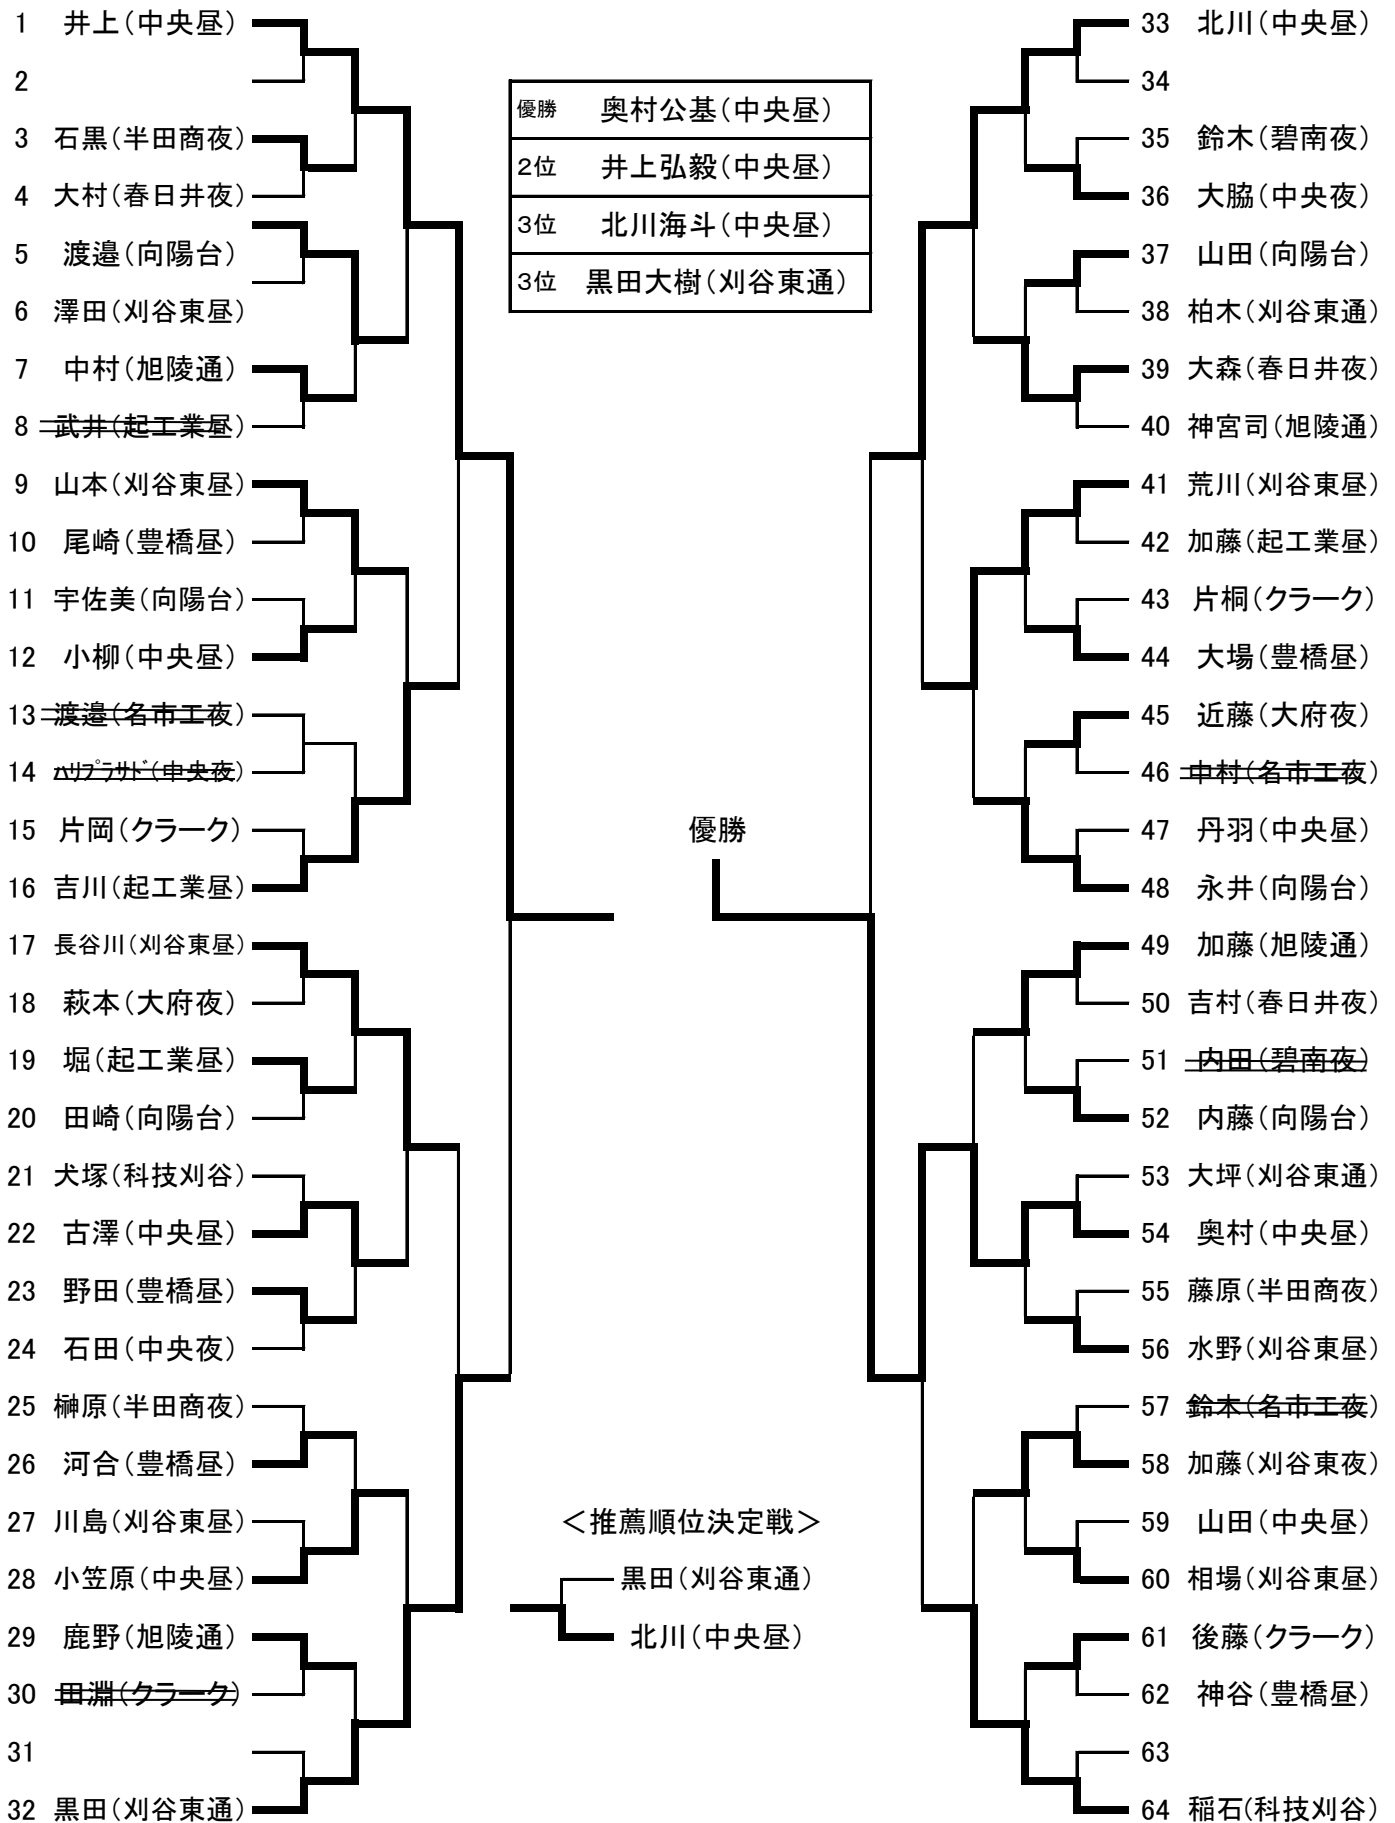 1 井上(中央昼)
2
3 石黒(半田商夜)
4 大村(春日井夜)
5 渡邉(向陽台)
6 澤田(刈谷東昼)
7 中村(旭陵通)
8 武井(起工業昼)
9 山本(刈谷東昼)
10 尾崎(豊橋昼)
11 宇佐美(向陽台)
12 小柳(中央昼)
13 渡邉(名市工夜)
14 ハリプラサド(中央夜)
15 片岡(クラーク)
16 吉川(起工業昼)
17 長谷川(刈谷東昼)
18 萩本(大府夜)
19 堀(起工業昼)
20 田崎(向陽台)
21 犬塚(科技刈谷)
22 古澤(中央昼)
23 野田(豊橋昼)
24 石田(中央夜)
25 榊原(半田商夜)
26 河合(豊橋昼)
27 川島(刈谷東昼)
28 小笠原(中央昼)
29 鹿野(旭陵通)
30 田淵(クラーク)
31
32 黒田(刈谷東通)
優勝 奥村公基(中央昼)
2位 井上弘毅(中央昼)
3位 北川海斗(中央昼)
3位 黒田大樹(刈谷東通)
優勝
<推薦順位決定戦>
黒田(刈谷東通)
北川(中央昼)
33 北川(中央昼)
34
35 鈴木(碧南夜)
36 大脇(中央夜)
37 山田(向陽台)
38 柏木(刈谷東通)
39 大森(春日井夜)
40 神宮司(旭陵通)
41 荒川(刈谷東昼)
42 加藤(起工業昼)
43 片桐(クラーク)
44 大場(豊橋昼)
45 近藤(大府夜)
46 中村(名市工夜)
47 丹羽(中央昼)
48 永井(向陽台)
49 加藤(旭陵通)
50 吉村(春日井夜)
51 内田(碧南夜)
52 内藤(向陽台)
53 大坪(刈谷東通)
54 奥村(中央昼)
55 藤原(半田商夜)
56 水野(刈谷東昼)
57 鈴木(名市工夜)
58 加藤(刈谷東夜)
59 山田(中央昼)
60 相場(刈谷東昼)
61 後藤(クラーク)
62 神谷(豊橋昼)
63
64 稲石(科技刈谷)